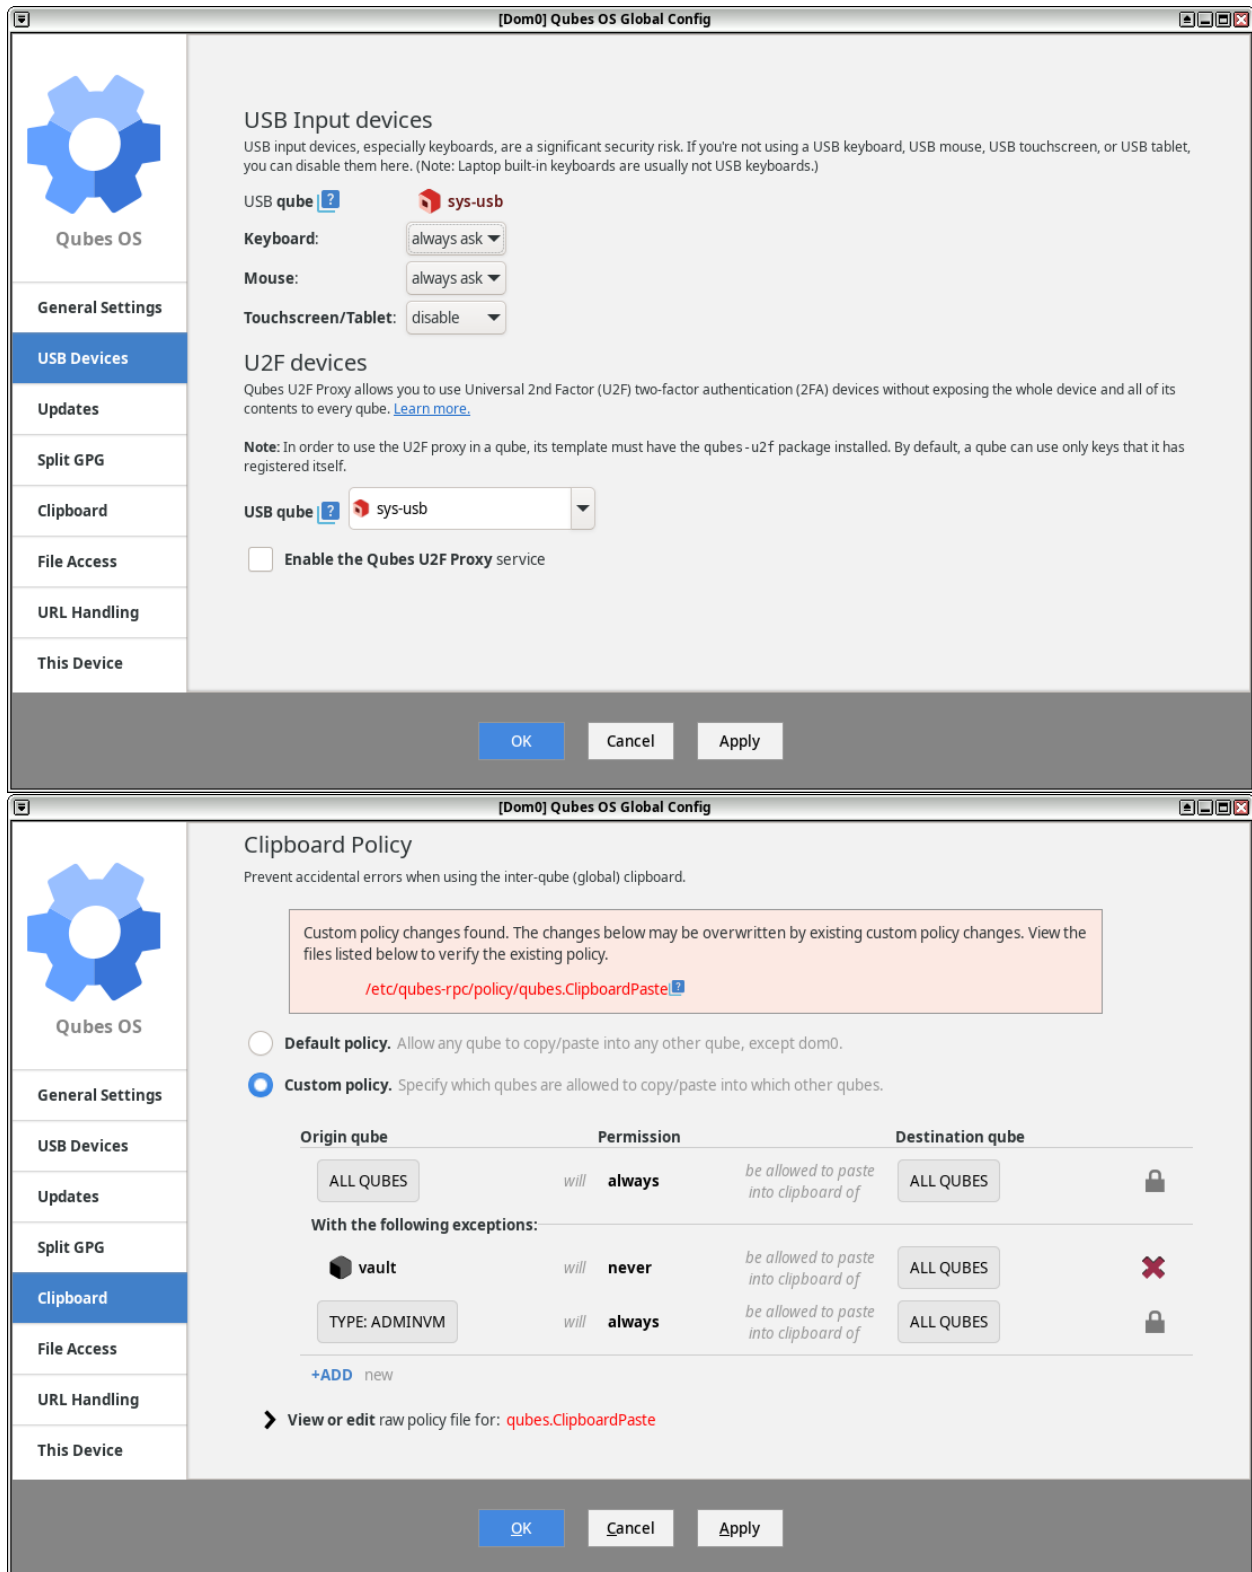 [Dom0] Qubes OS Global Config
Qubes OS
General Settings
USB Devices
Updates
Split GPG
Clipboard
File Access
URL Handling
This Device
USB Input devices
USB input devices, especially keyboards, are a significant security risk. If you're not using a USB keyboard, USB mouse, USB touchscreen, or USB tablet,
you can disable them here. (Note: Laptop built-in keyboards are usually not USB keyboards.)
USB qube ? sys-usb
Keyboard: always ask
Mouse: always ask
Touchscreen/Tablet: disable
U2F devices
Qubes U2F Proxy allows you to use Universal 2nd Factor (U2F) two-factor authentication (2FA) devices without exposing the whole device and all of its
contents to every qube. Learn more.
Note: In order to use the U2F proxy in a qube, its template must have the qubes-u2f package installed. By default, a qube can use only keys that it has
registered itself.
USB qube ? sys-usb
Enable the Qubes U2F Proxy service
OK Cancel Apply
[Dom0] Qubes OS Global Config
Qubes OS
General Settings
USB Devices
Updates
Split GPG
Clipboard
File Access
URL Handling
This Device
Clipboard Policy
Prevent accidental errors when using the inter-qube (global) clipboard.
Custom policy changes found. The changes below may be overwritten by existing custom policy changes. View the
files listed below to verify the existing policy.
/etc/qubes-rpc/policy/qubes.ClipboardPaste ?
Default policy. Allow any qube to copy/paste into any other qube, except dom0.
Custom policy. Specify which qubes are allowed to copy/paste into which other qubes.
Origin qube Permission Destination qube
ALL QUBES will always be allowed to paste into clipboard of ALL QUBES
With the following exceptions:
vault will never be allowed to paste into clipboard of ALL QUBES
TYPE: ADMINVM will always be allowed to paste into clipboard of ALL QUBES
+ADD new
View or edit raw policy file for: qubes.ClipboardPaste
OK Cancel Apply